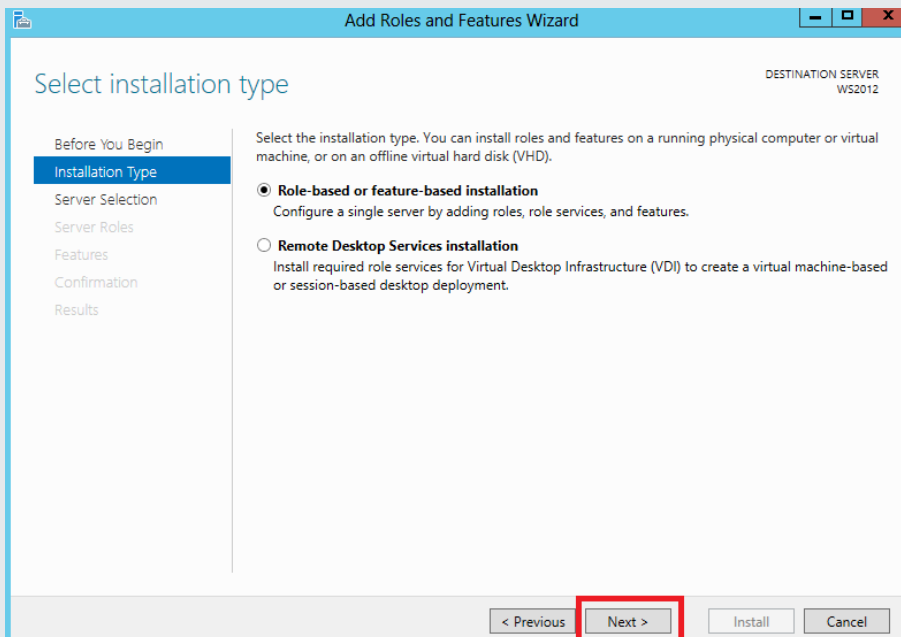 Add Roles and Features Wizard
Select installation type
DESTINATION SERVER
WS2012
Before You Begin
Installation Type
Server Selection
Server Roles
Features
Confirmation
Results
Select the installation type. You can install roles and features on a running physical computer or virtual
machine, or on an offline virtual hard disk (VHD).
Role-based or feature-based installation
Configure a single server by adding roles, role services, and features.
Remote Desktop Services installation
Install required role services for Virtual Desktop Infrastructure (VDI) to create a virtual machine-based
or session-based desktop deployment.
< Previous
Next >
Install
Cancel